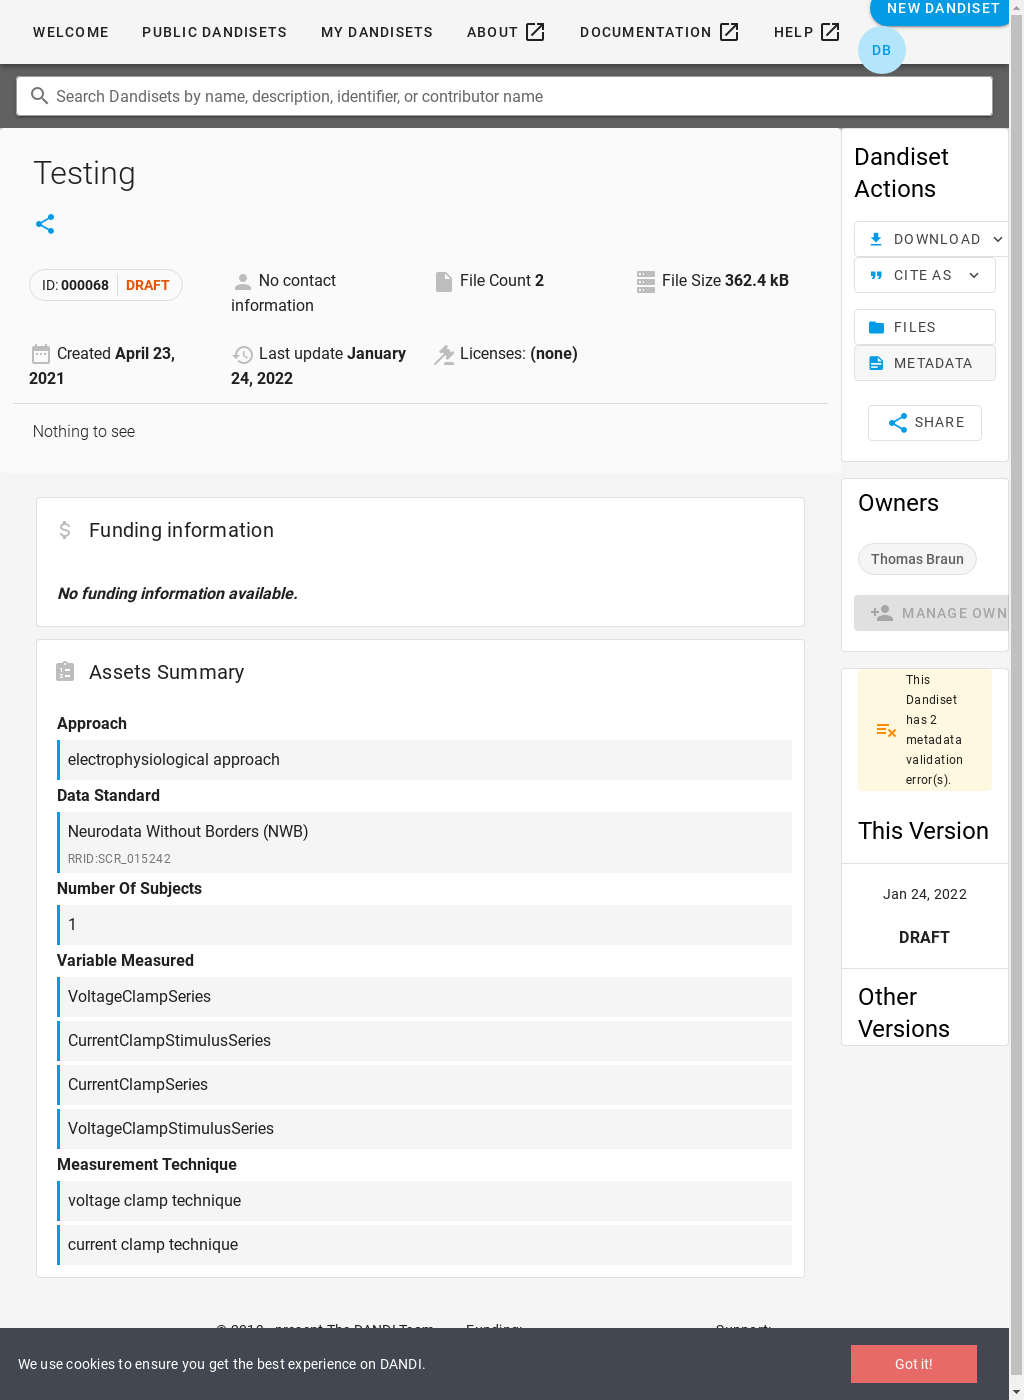 WELCOME
PUBLIC DANDISETS
MY DANDISETS
ABOUT
DOCUMENTATION
HELP
NEW DANDISET
DB
Search Dandisets by name, description, identifier, or contributor name
Testing
ID: 000068 DRAFT
No contact
information
File Count 2
File Size 362.4 kB
Created April 23,
2021
Last update January
24, 2022
Licenses: (none)
Nothing to see
Funding information
No funding information available.
Assets Summary
Approach
electrophysiological approach
Data Standard
Neurodata Without Borders (NWB)
RRID:SCR_015242
Number Of Subjects
1
Variable Measured
VoltageClampSeries
CurrentClampStimulusSeries
CurrentClampSeries
VoltageClampStimulusSeries
Measurement Technique
voltage clamp technique
current clamp technique
Dandiset
Actions
DOWNLOAD
CITE AS
FILES
METADATA
SHARE
Owners
Thomas Braun
MANAGE OWN
This
Dandiset
has 2
metadata
validation
error(s).
This Version
Jan 24, 2022
DRAFT
Other
Versions
present The DANDI Team
Funding:
Support:
We use cookies to ensure you get the best experience on DANDI.
Got it!